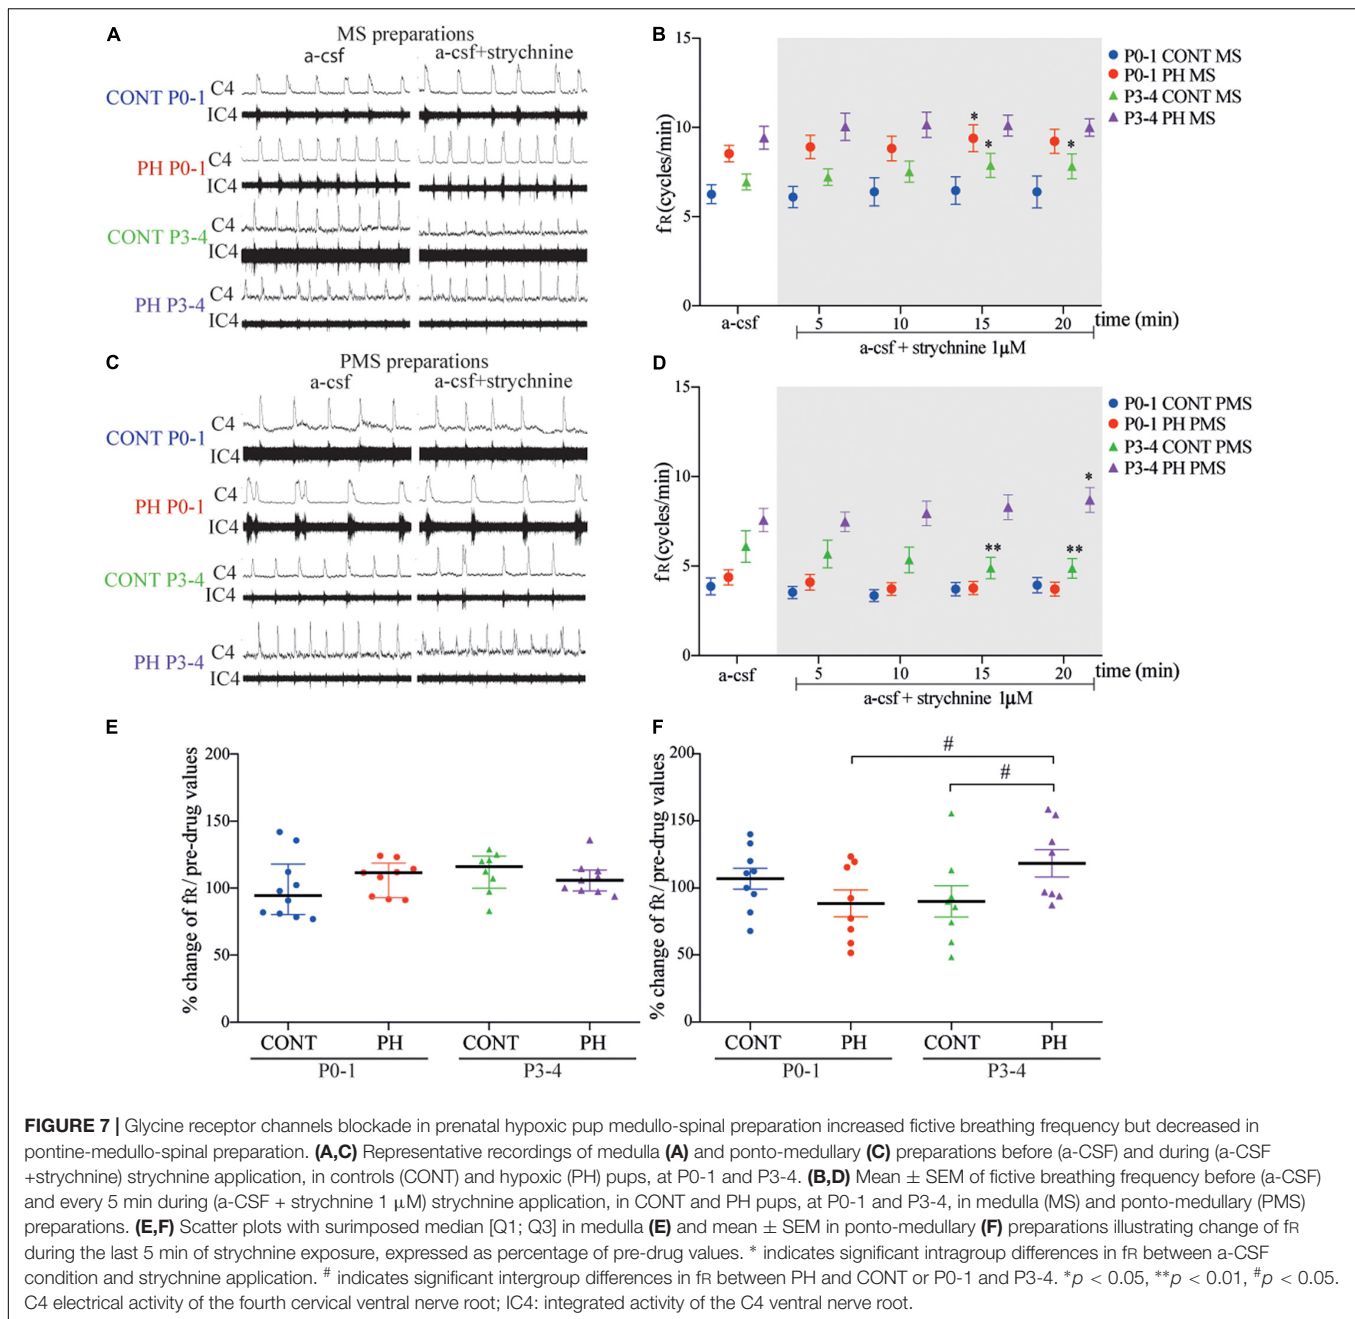 A
MS preparations
a-csf
a-csf+strychnine
CONT P0-1
C4
IC4
PH P0-1
C4
IC4
CONT P3-4
C4
IC4
PH P3-4
C4
IC4
B
15
10
5
0
fR(cycles/min)
* * *
a-csf
5
10
15
20
time (min)
a-csf + strychnine 1µM
P0-1 CONT MS
P0-1 PH MS
P3-4 CONT MS
P3-4 PH MS
C
PMS preparations
a-csf
a-csf+strychnine
CONT P0-1
C4
IC4
PH P0-1
C4
IC4
CONT P3-4
C4
IC4
PH P3-4
C4
IC4
D
15
10
5
0
fR(cycles/min)
** ** *
a-csf
5
10
15
20
time (min)
a-csf + strychnine 1µM
P0-1 CONT PMS
P0-1 PH PMS
P3-4 CONT PMS
P3-4 PH PMS
E
% change of fR / pre-drug values
200
150
100
50
0
CONT
PH
CONT
PH
P0-1
P3-4
F
% change of fR / pre-drug values
200
150
100
50
0
#
#
CONT
PH
CONT
PH
P0-1
P3-4
FIGURE 7 | Glycine receptor channels blockade in prenatal hypoxic pup medullo-spinal preparation increased fictive breathing frequency but decreased in
pontine-medullo-spinal preparation. (A,C) Representative recordings of medulla (A) and ponto-medullary (C) preparations before (a-CSF) and during (a-CSF
+strychnine) strychnine application, in controls (CONT) and hypoxic (PH) pups, at P0-1 and P3-4. (B,D) Mean ± SEM of fictive breathing frequency before (a-CSF)
and every 5 min during (a-CSF + strychnine 1 µM) strychnine application, in CONT and PH pups, at P0-1 and P3-4, in medulla (MS) and ponto-medullary (PMS)
preparations. (E,F) Scatter plots with surimposed median [Q1; Q3] in medulla (E) and mean ± SEM in ponto-medullary (F) preparations illustrating change of fR
during the last 5 min of strychnine exposure, expressed as percentage of pre-drug values. * indicates significant intragroup differences in fR between a-CSF
condition and strychnine application. # indicates significant intergroup differences in fR between PH and CONT or P0-1 and P3-4. *p < 0.05, **p < 0.01, #p < 0.05.
C4 electrical activity of the fourth cervical ventral nerve root; IC4: integrated activity of the C4 ventral nerve root.